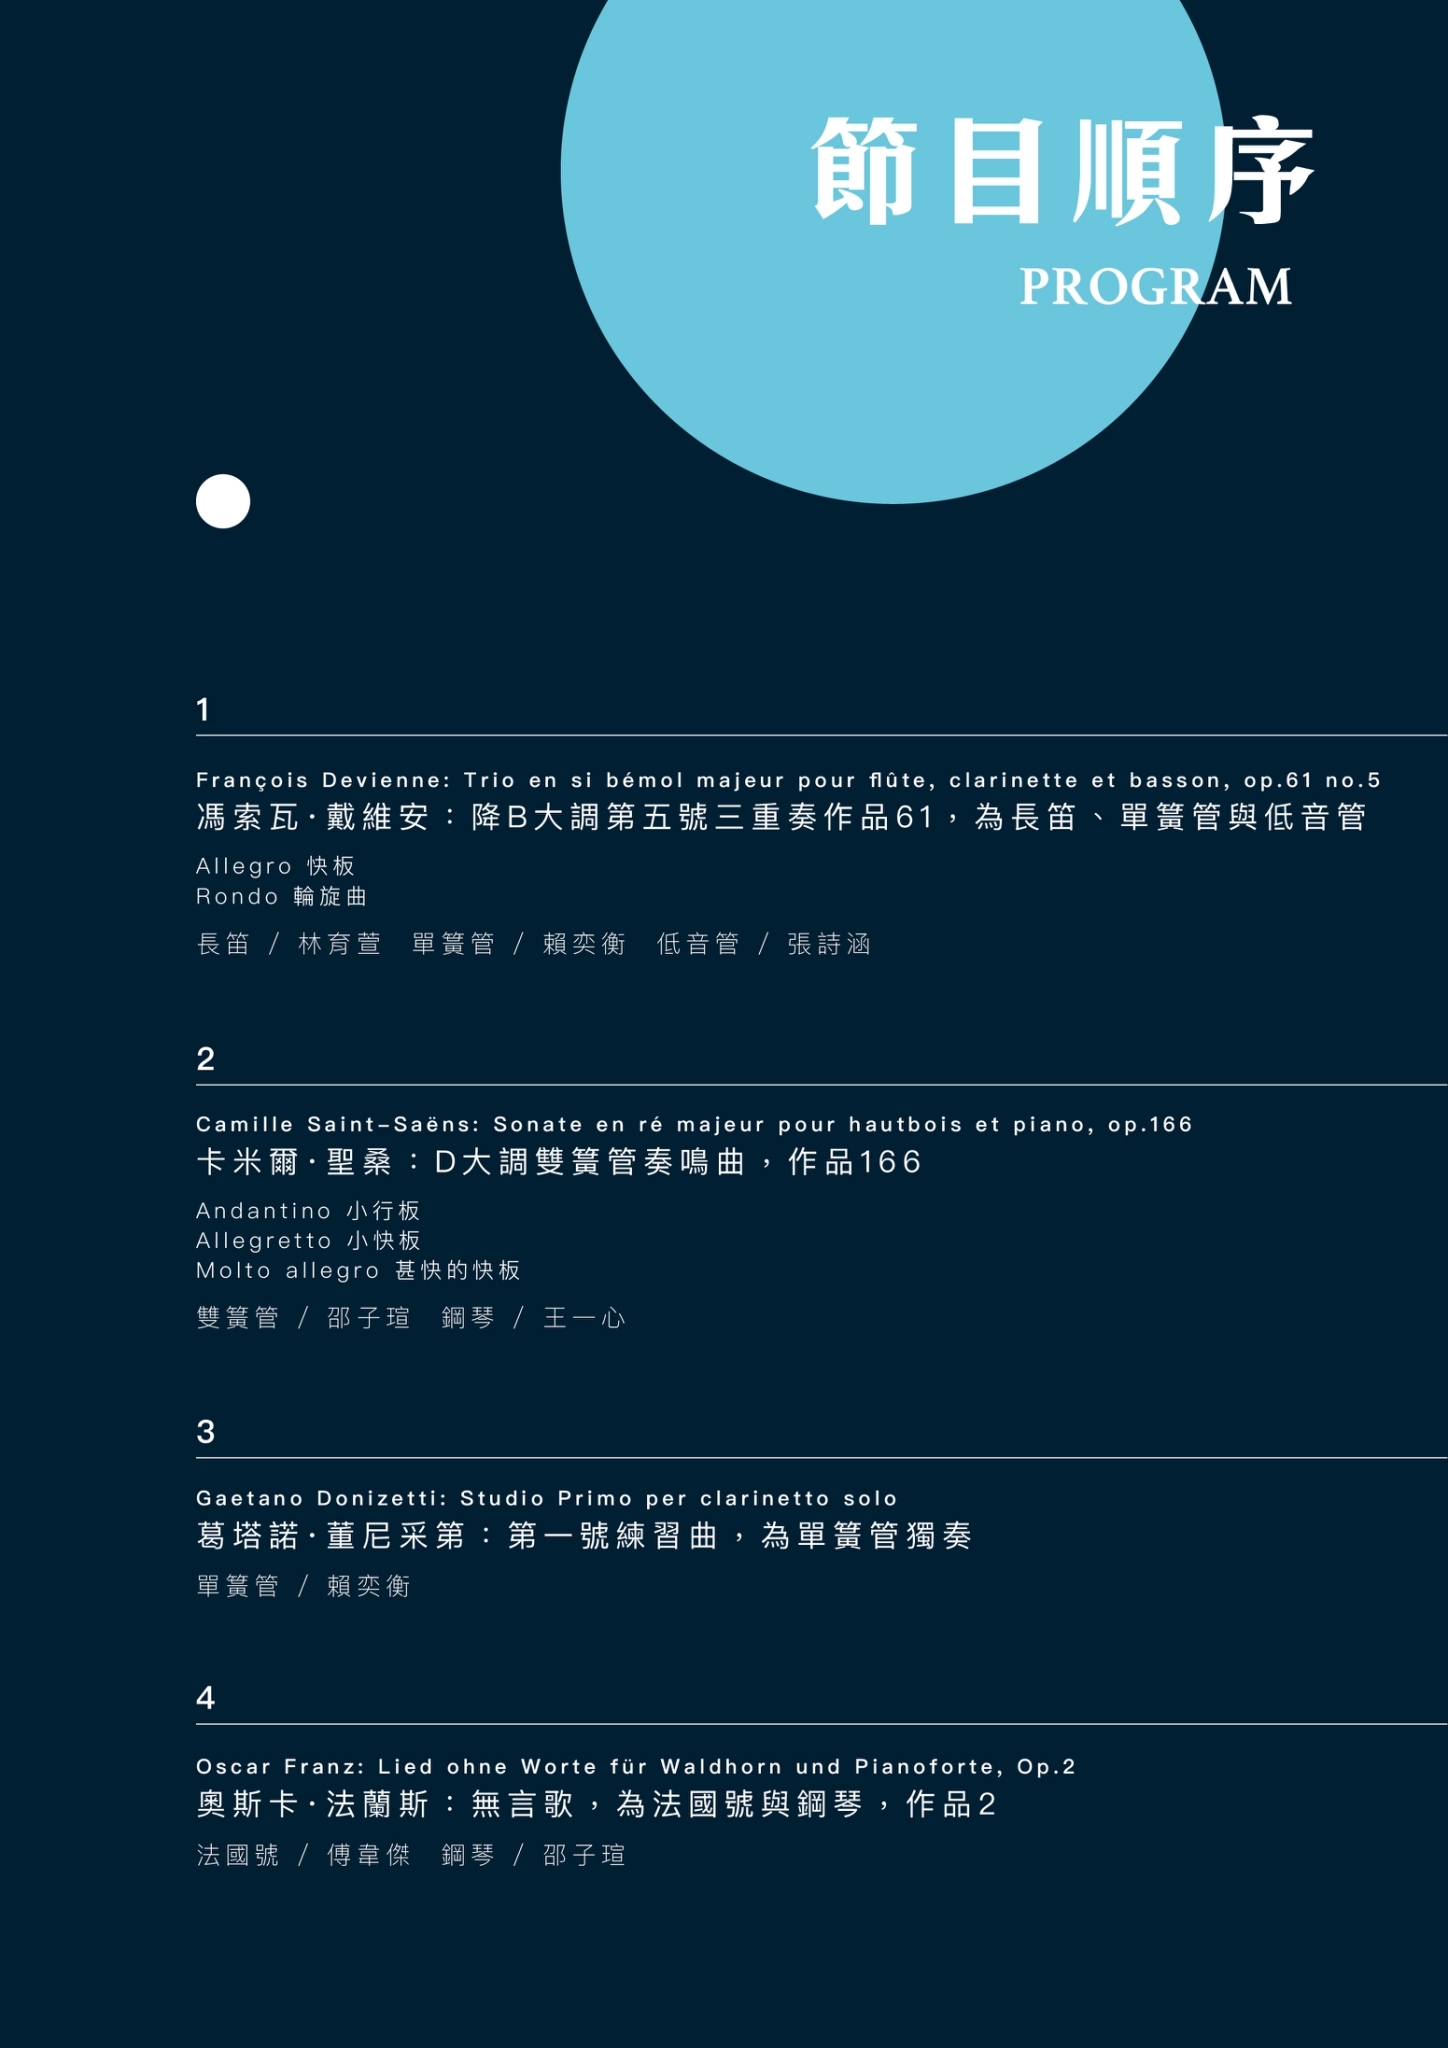 節目順序
PROGRAM
1
François Devienne: Trio en si bémol majeur pour flûte, clarinette et basson, op.61 no.5
馮索瓦·戴維安：降B大調第五號三重奏作品61，為長笛、單簧管與低音管
Allegro 快板
Rondo 輪旋曲
長笛 / 林育萱 單簧管 / 賴奕衡 低音管 / 張詩涵
2
Camille Saint-Saëns: Sonate en ré majeur pour hautbois et piano, op.166
卡米爾·聖桑：D大調雙簧管奏鳴曲，作品166
Andantino 小行板
Allegretto 小快板
Molto allegro 甚快的快板
雙簧管 / 邵子瑄 鋼琴 / 王一心
3
Gaetano Donizetti: Studio Primo per clarinetto solo
葛塔諾·董尼采第：第一號練習曲，為單簧管獨奏
單簧管 / 賴奕衡
4
Oscar Franz: Lied ohne Worte für Waldhorn und Pianoforte, Op.2
奧斯卡·法蘭斯：無言歌，為法國號與鋼琴，作品2
法國號 / 傅韋傑 鋼琴 / 邵子瑄